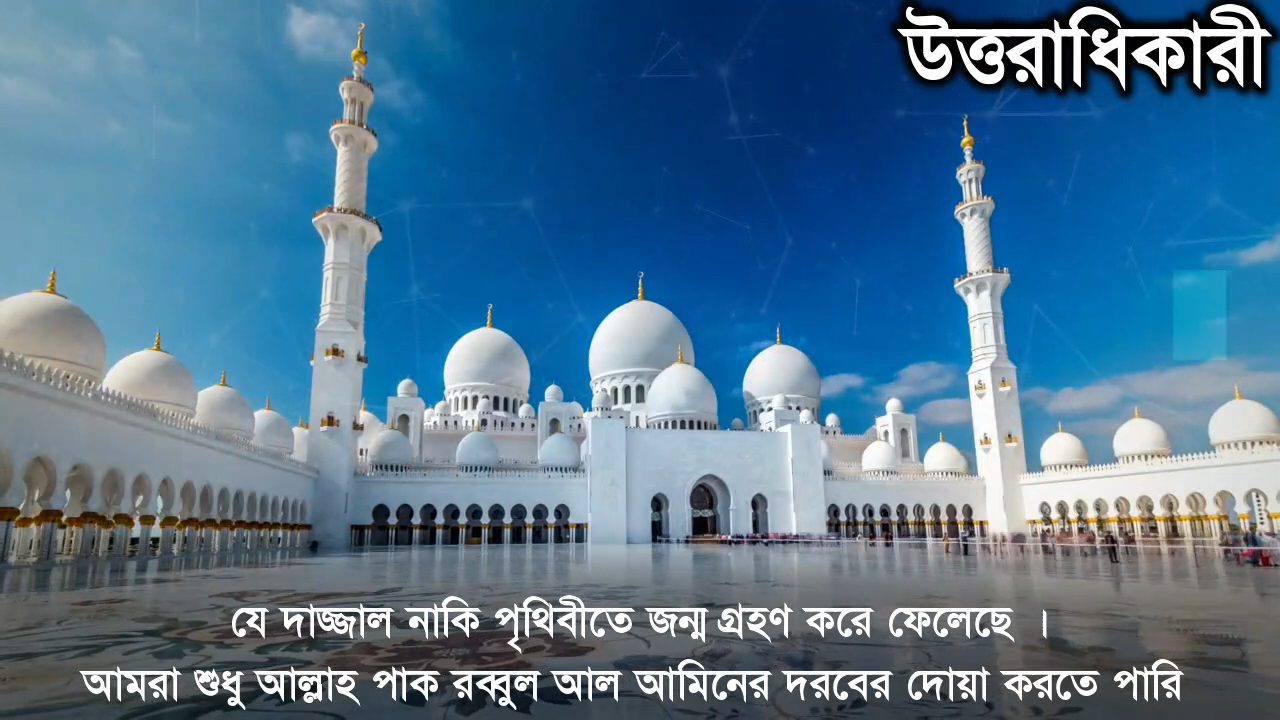 উত্তরাধিকারী
যে দাজ্জাল নাকি পৃথিবীতে জন্ম গ্রহণ করে ফেলেছে ।
আমরা শুধু আল্লাহ পাক রব্বুল আল আমিনের দরবের দোয়া করতে পারি